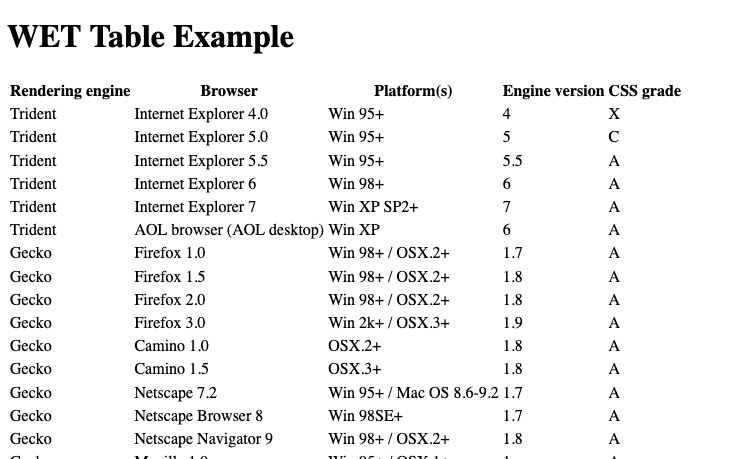 WET Table Example
Rendering engine Browser Platform(s) Engine version CSS grade
Trident Internet Explorer 4.0 Win 95+ 4 X
Trident Internet Explorer 5.0 Win 95+ 5 C
Trident Internet Explorer 5.5 Win 95+ 5.5 A
Trident Internet Explorer 6 Win 98+ 6 A
Trident Internet Explorer 7 Win XP SP2+ 7 A
Trident AOL browser (AOL desktop) Win XP 6 A
Gecko Firefox 1.0 Win 98+ / OSX.2+ 1.7 A
Gecko Firefox 1.5 Win 98+ / OSX.2+ 1.8 A
Gecko Firefox 2.0 Win 98+ / OSX.2+ 1.8 A
Gecko Firefox 3.0 Win 2k+ / OSX.3+ 1.9 A
Gecko Camino 1.0 OSX.2+ 1.8 A
Gecko Camino 1.5 OSX.3+ 1.8 A
Gecko Netscape 7.2 Win 95+ / Mac OS 8.6-9.2 1.7 A
Gecko Netscape Browser 8 Win 98SE+ 1.7 A
Gecko Netscape Navigator 9 Win 98+ / OSX.2+ 1.8 A